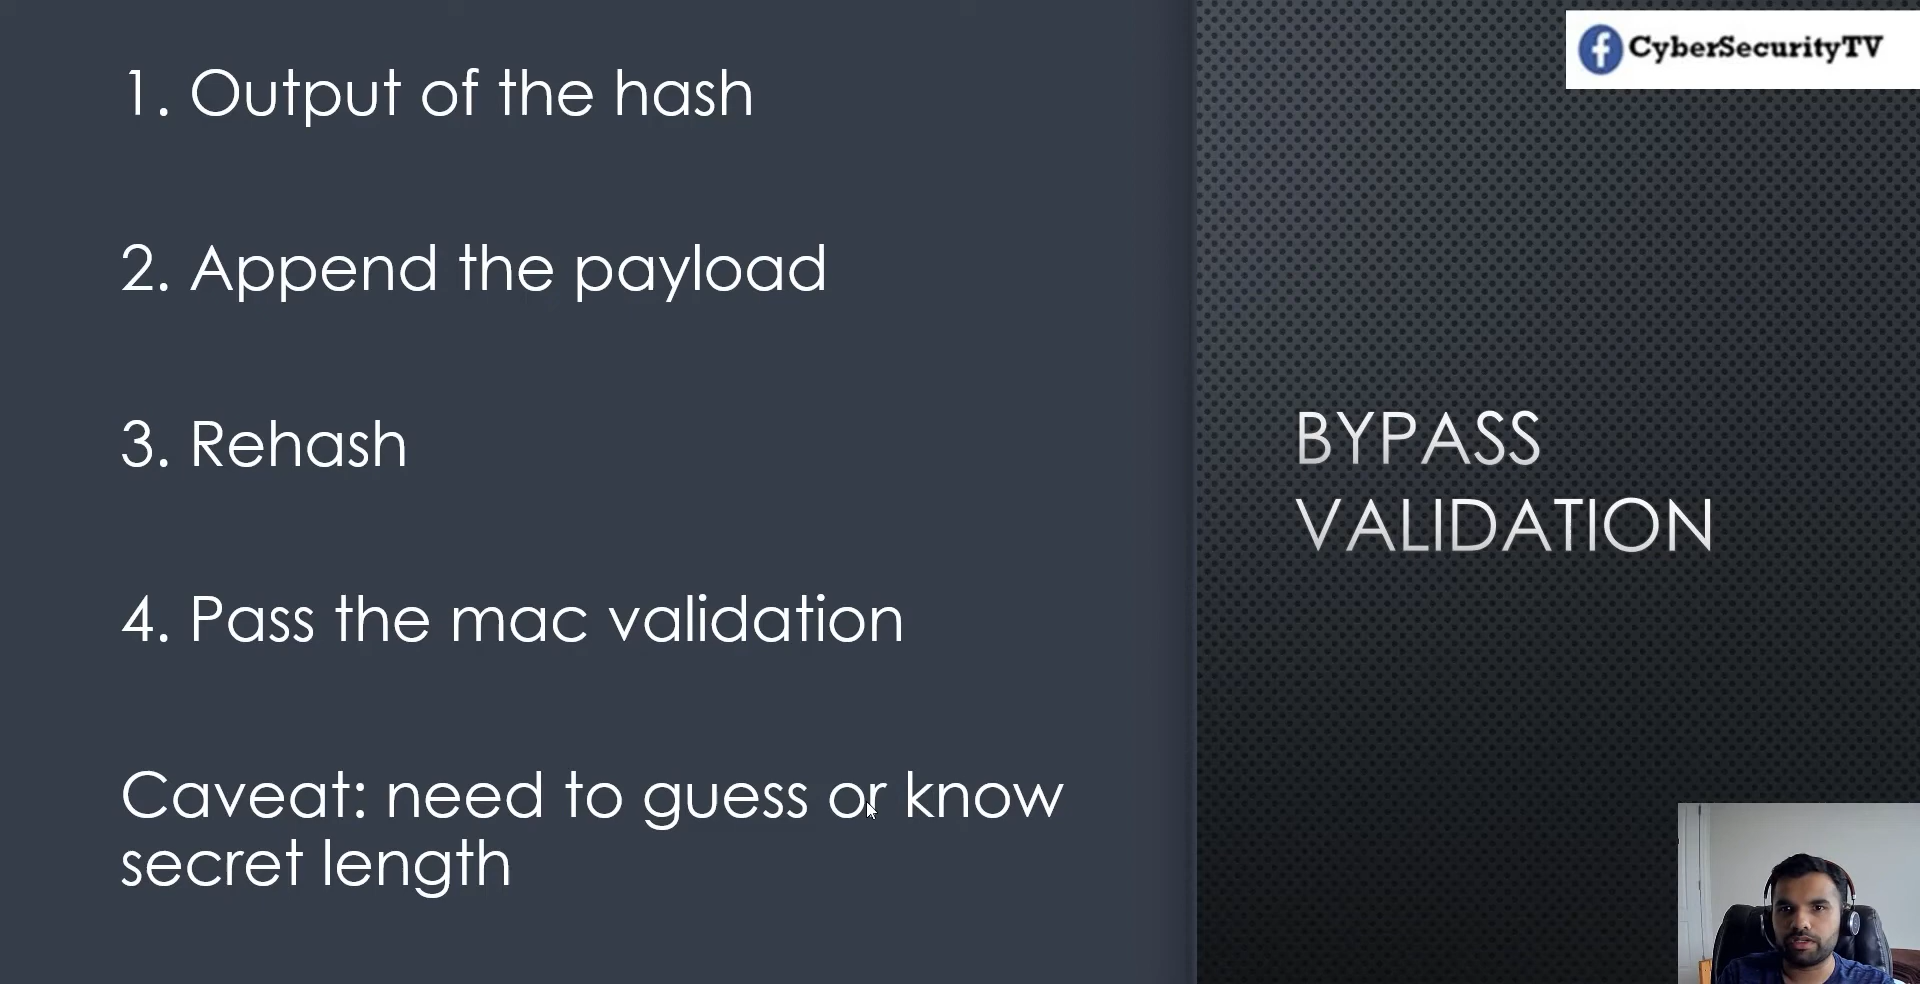 1. Output of the hash
2. Append the payload
3. Rehash
4. Pass the mac validation
Caveat: need to guess or know
secret length
BYPASS
VALIDATION
f CyberSecurityTV